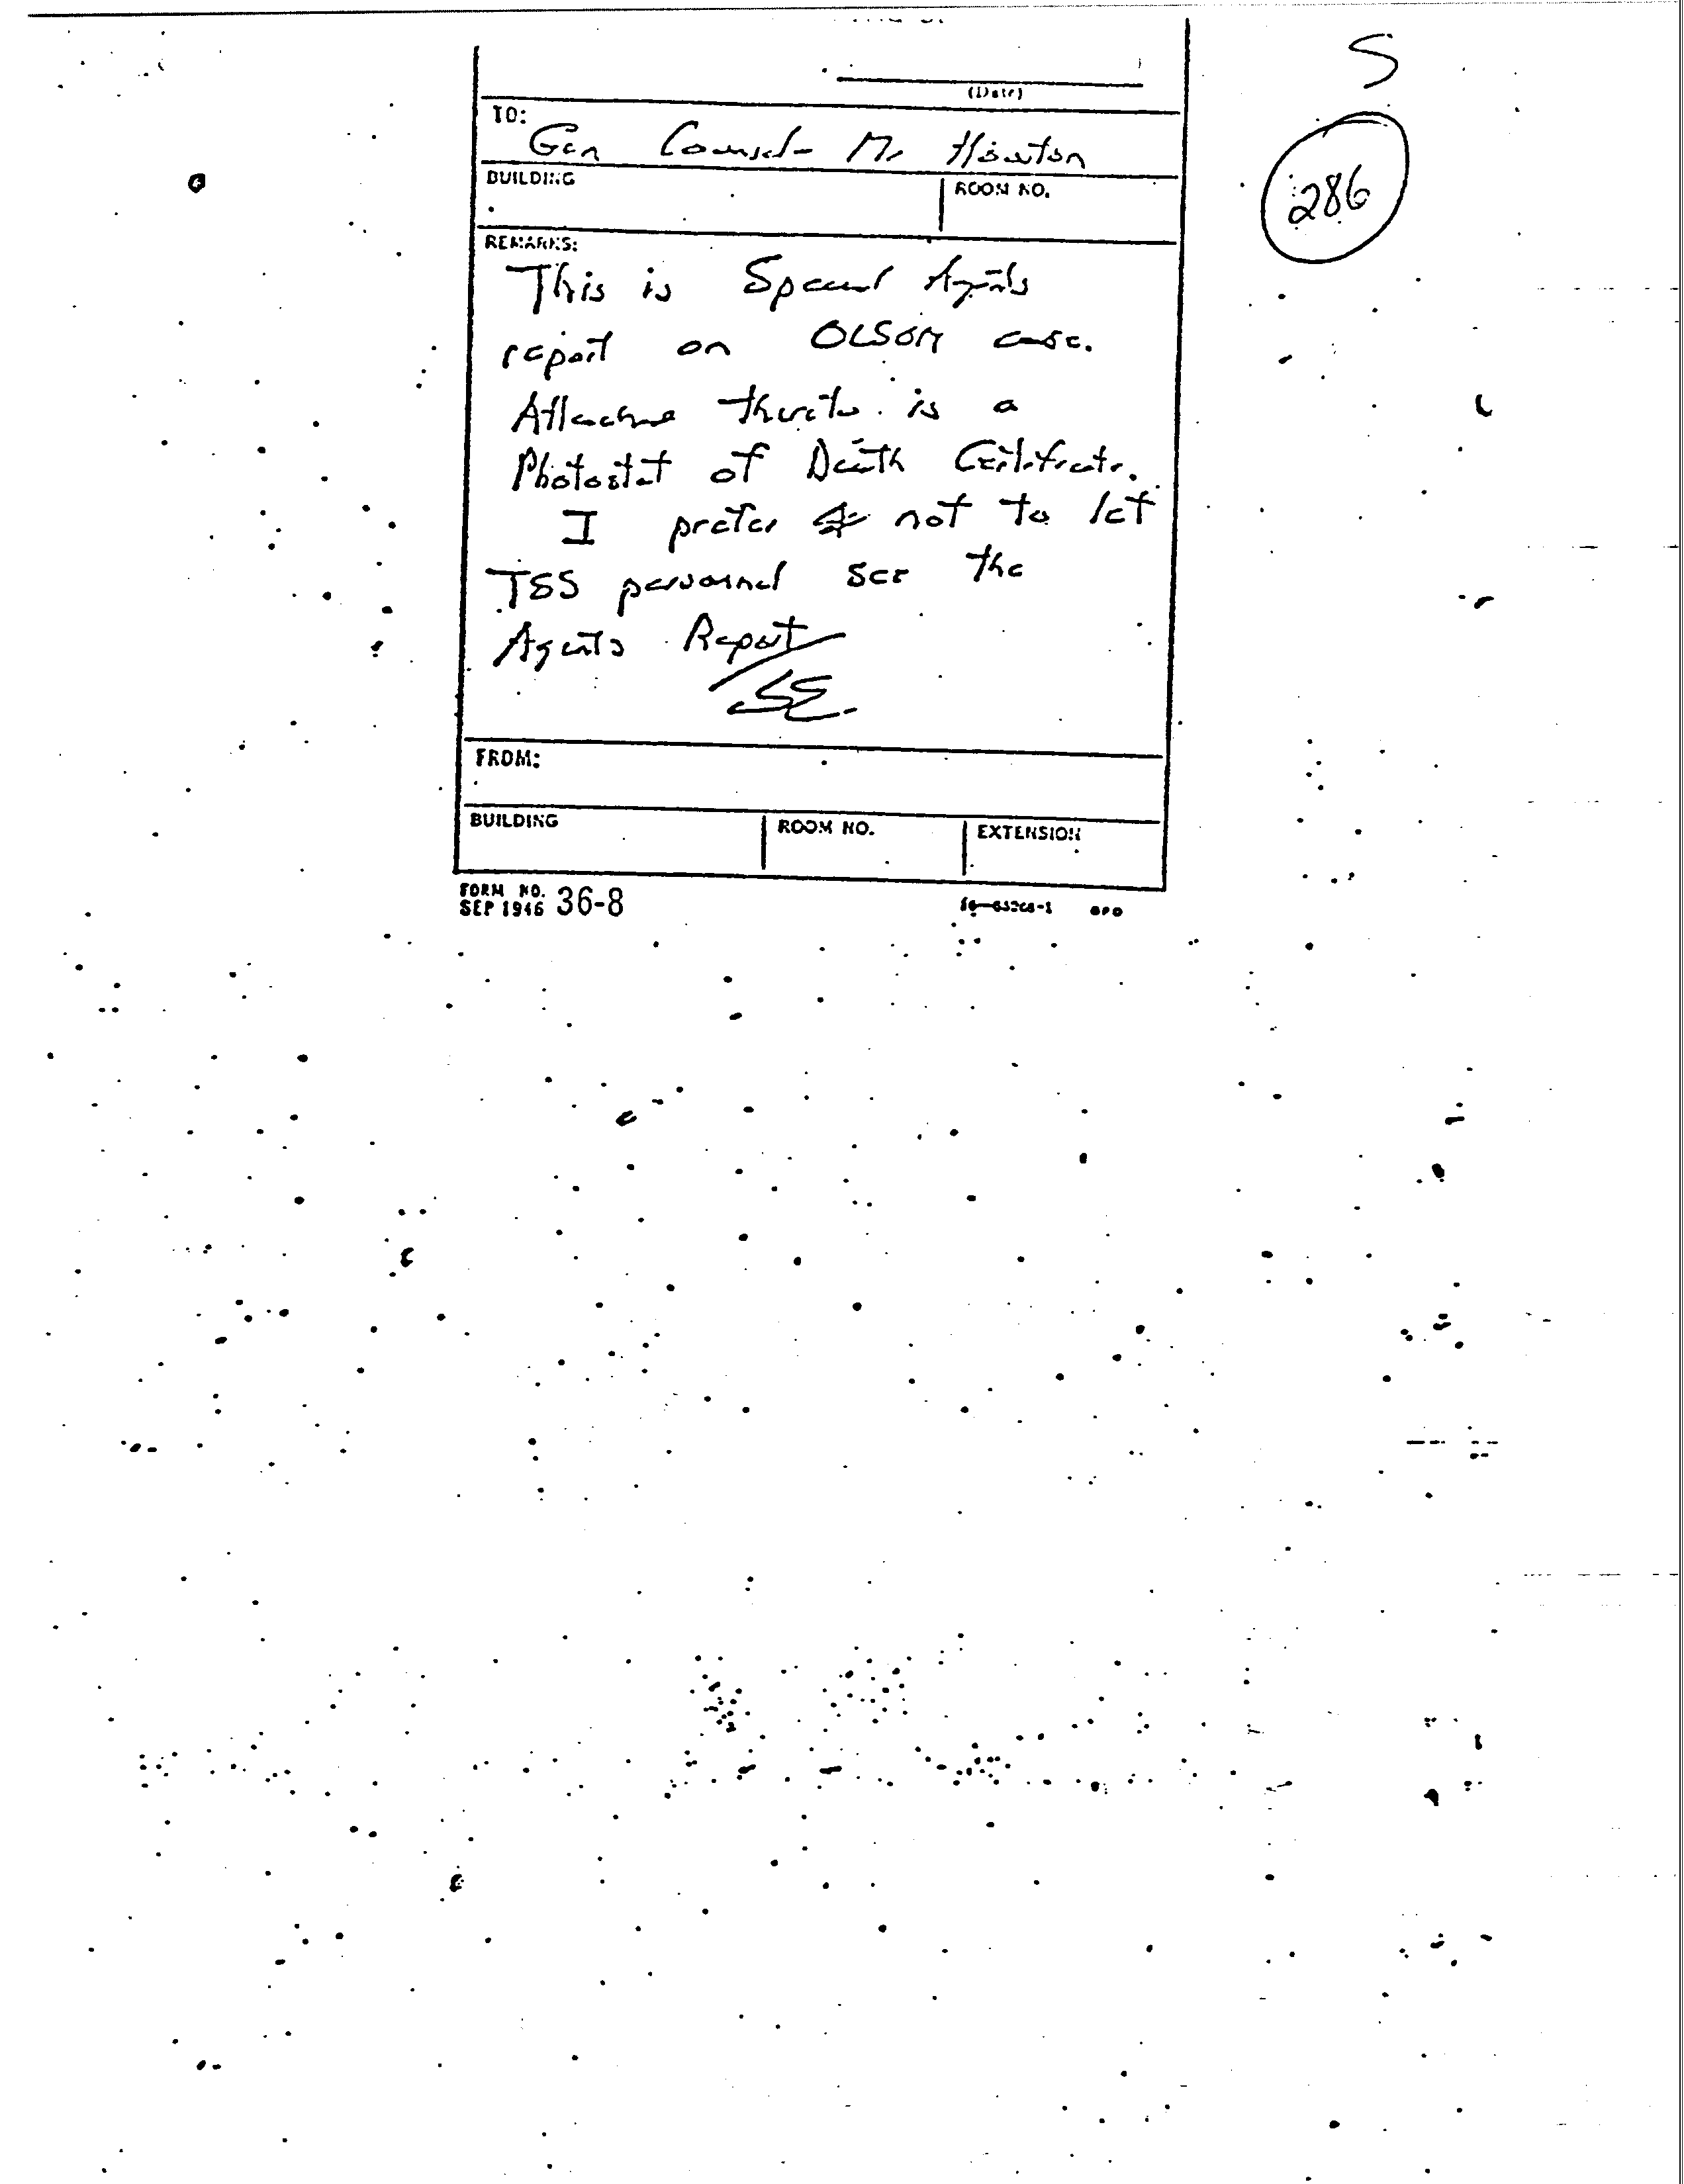 S
(Date)
TO:
Gen Counsel - Mr Houston
286
BUILDING
ROOM NO.
REMARKS:
This is Special Agents
report on OLSON case.
Attached thereto is a
Photostat of Death Certificate.
I prefer not to let
TSS personnel see the
Agents Report
FROM:
BUILDING
ROOM NO.
EXTENSION
FORM NO.
SEP 1946 36-8
GPO